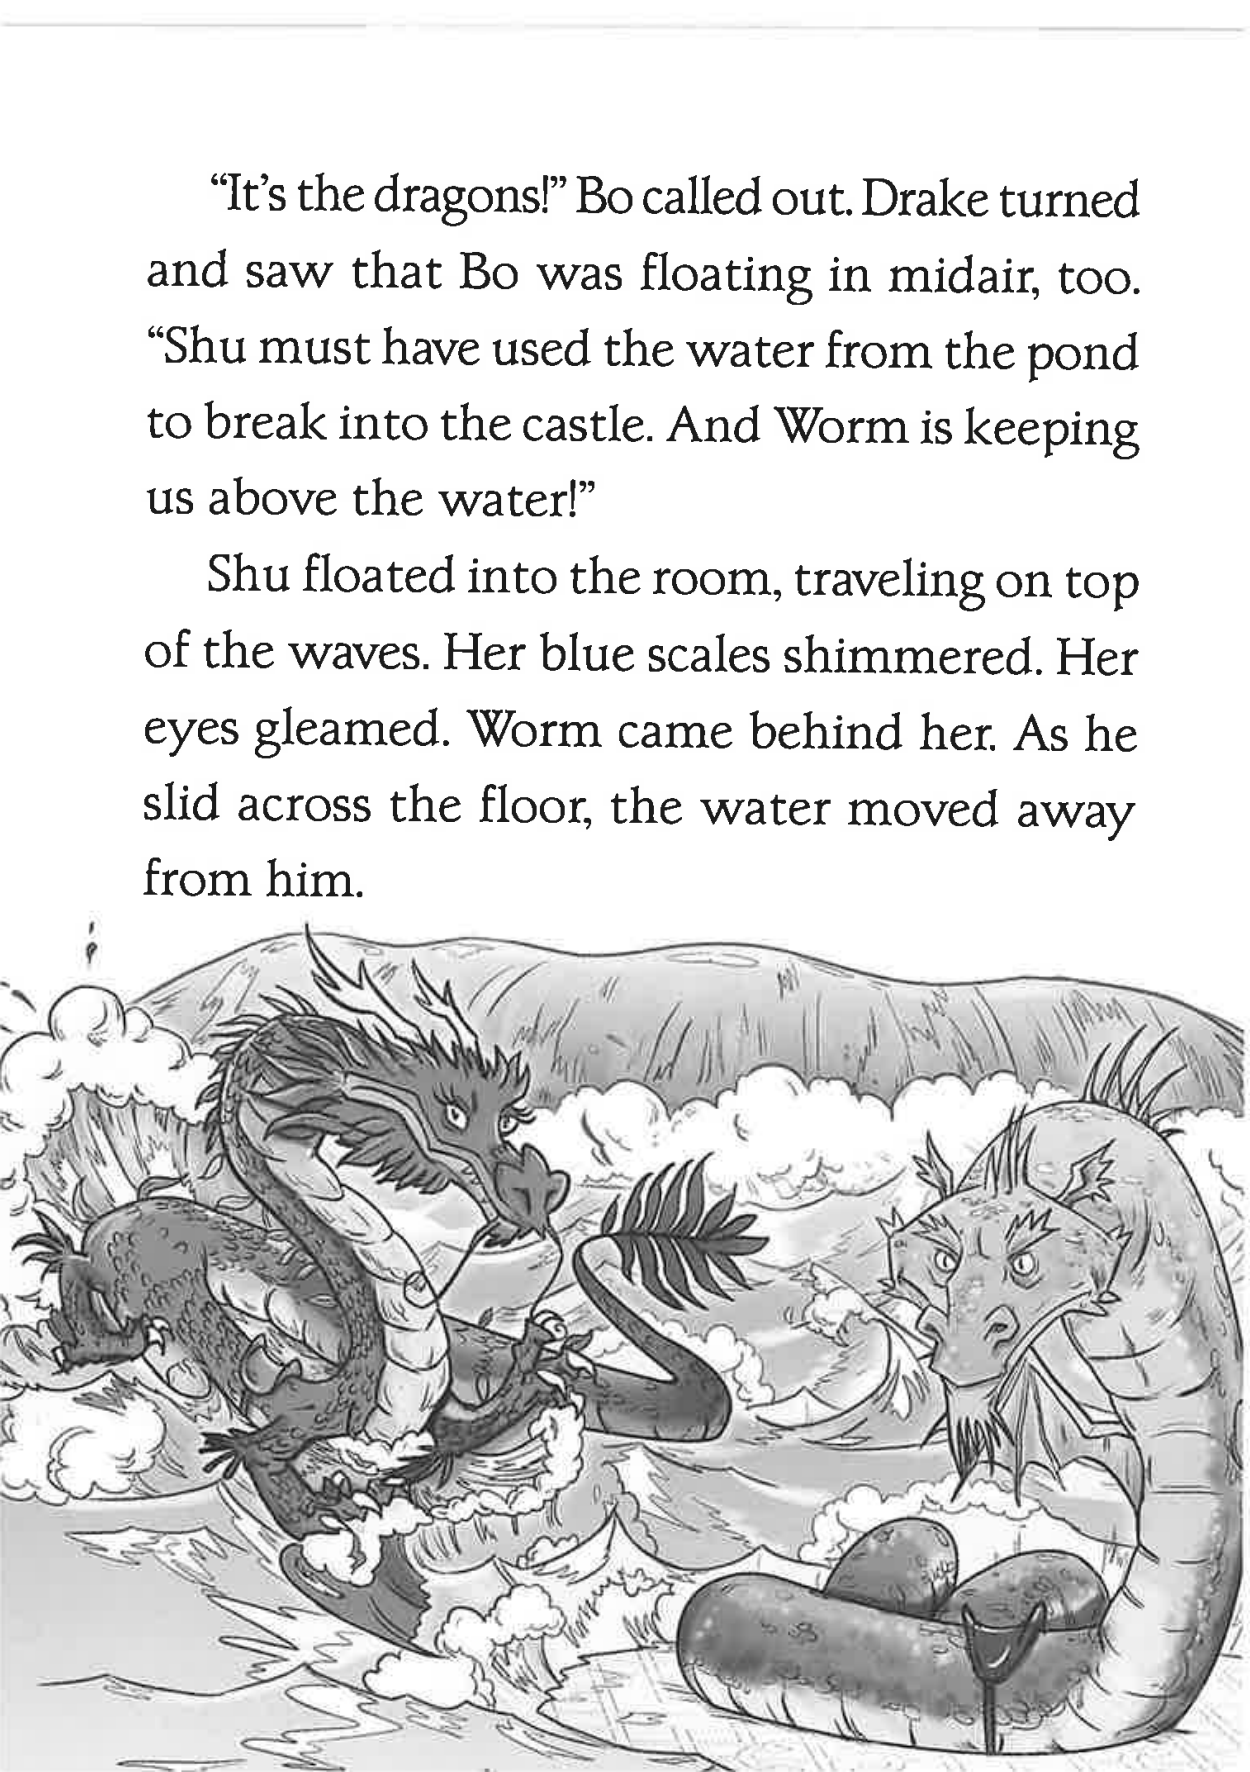 “It’s the dragons!” Bo called out. Drake turned
and saw that Bo was floating in midair, too.
“Shu must have used the water from the pond
to break into the castle. And Worm is keeping
us above the water!”
Shu floated into the room, traveling on top
of the waves. Her blue scales shimmered. Her
eyes gleamed. Worm came behind her. As he
slid across the floor, the water moved away
from him.